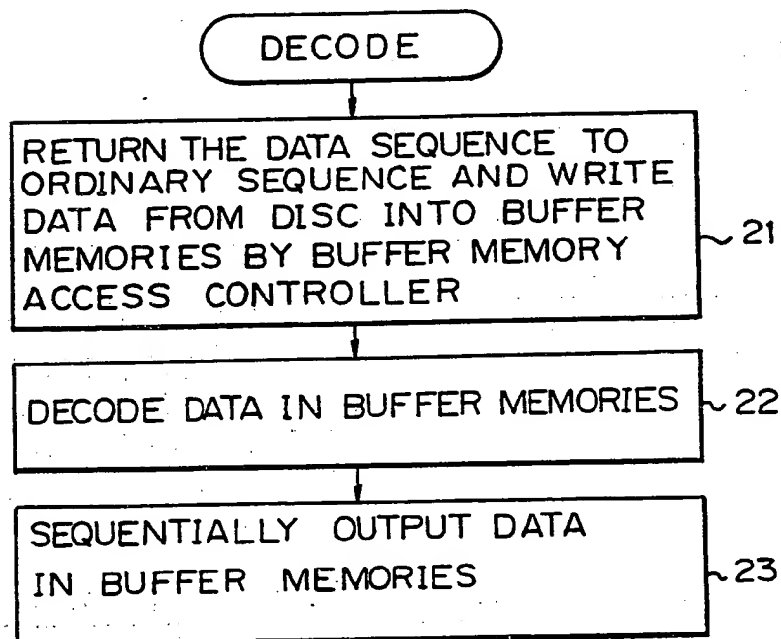 DECODE
RETURN THE DATA SEQUENCE TO
ORDINARY SEQUENCE AND WRITE
DATA FROM DISC INTO BUFFER
MEMORIES BY BUFFER MEMORY
ACCESS CONTROLLER
21
DECODE DATA IN BUFFER MEMORIES
22
SEQUENTIALLY OUTPUT DATA
IN BUFFER MEMORIES
23